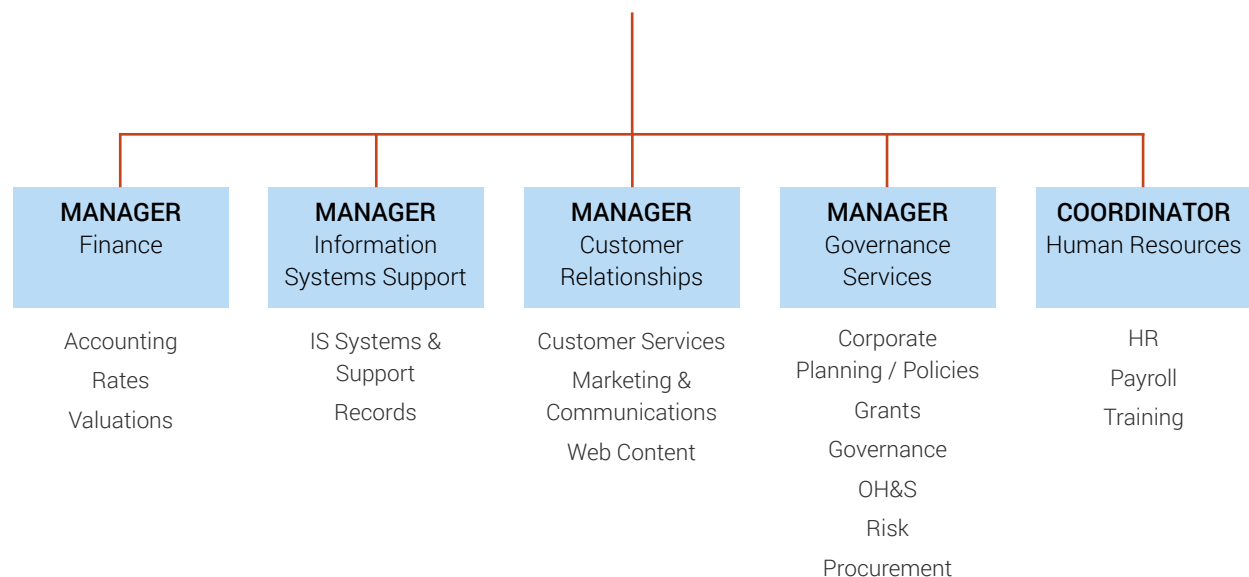 MANAGER
Finance
Accounting
Rates
Valuations
MANAGER
Information
Systems Support
IS Systems &
Support
Records
MANAGER
Customer
Relationships
Customer Services
Marketing &
Communications
Web Content
MANAGER
Governance
Services
Corporate
Planning / Policies
Grants
Governance
OH&S
Risk
Procurement
COORDINATOR
Human Resources
HR
Payroll
Training